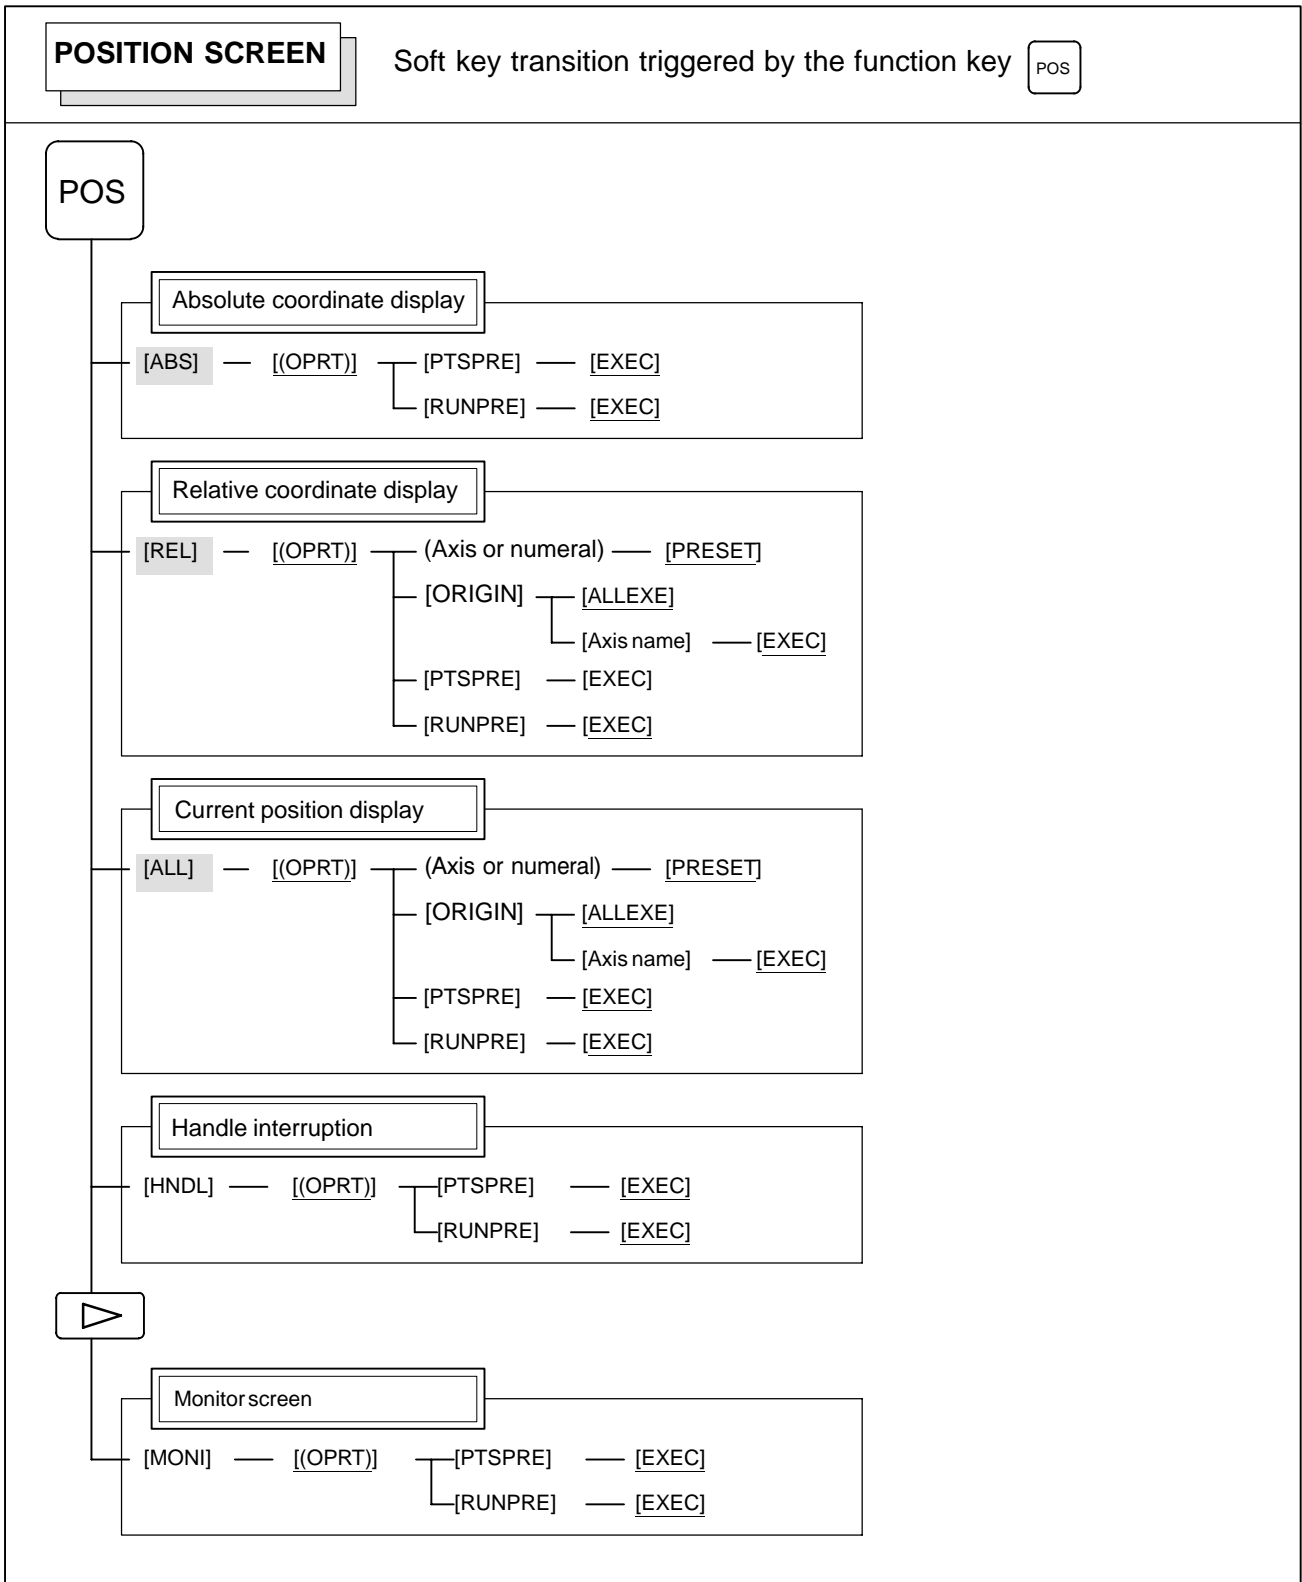 POSITION SCREEN
Soft key transition triggered by the function key POS
POS
Absolute coordinate display
[ABS] [(OPRT)] [PTSPRE] [EXEC]
[RUNPRE] [EXEC]
Relative coordinate display
[REL] [(OPRT)] (Axis or numeral) [PRESET]
[ORIGIN] [ALLEXE]
[Axis name] [EXEC]
[PTSPRE] [EXEC]
[RUNPRE] [EXEC]
Current position display
[ALL] [(OPRT)] (Axis or numeral) [PRESET]
[ORIGIN] [ALLEXE]
[Axis name] [EXEC]
[PTSPRE] [EXEC]
[RUNPRE] [EXEC]
Handle interruption
[HNDL] [(OPRT)] [PTSPRE] [EXEC]
[RUNPRE] [EXEC]
Monitor screen
[MONI] [(OPRT)] [PTSPRE] [EXEC]
[RUNPRE] [EXEC]